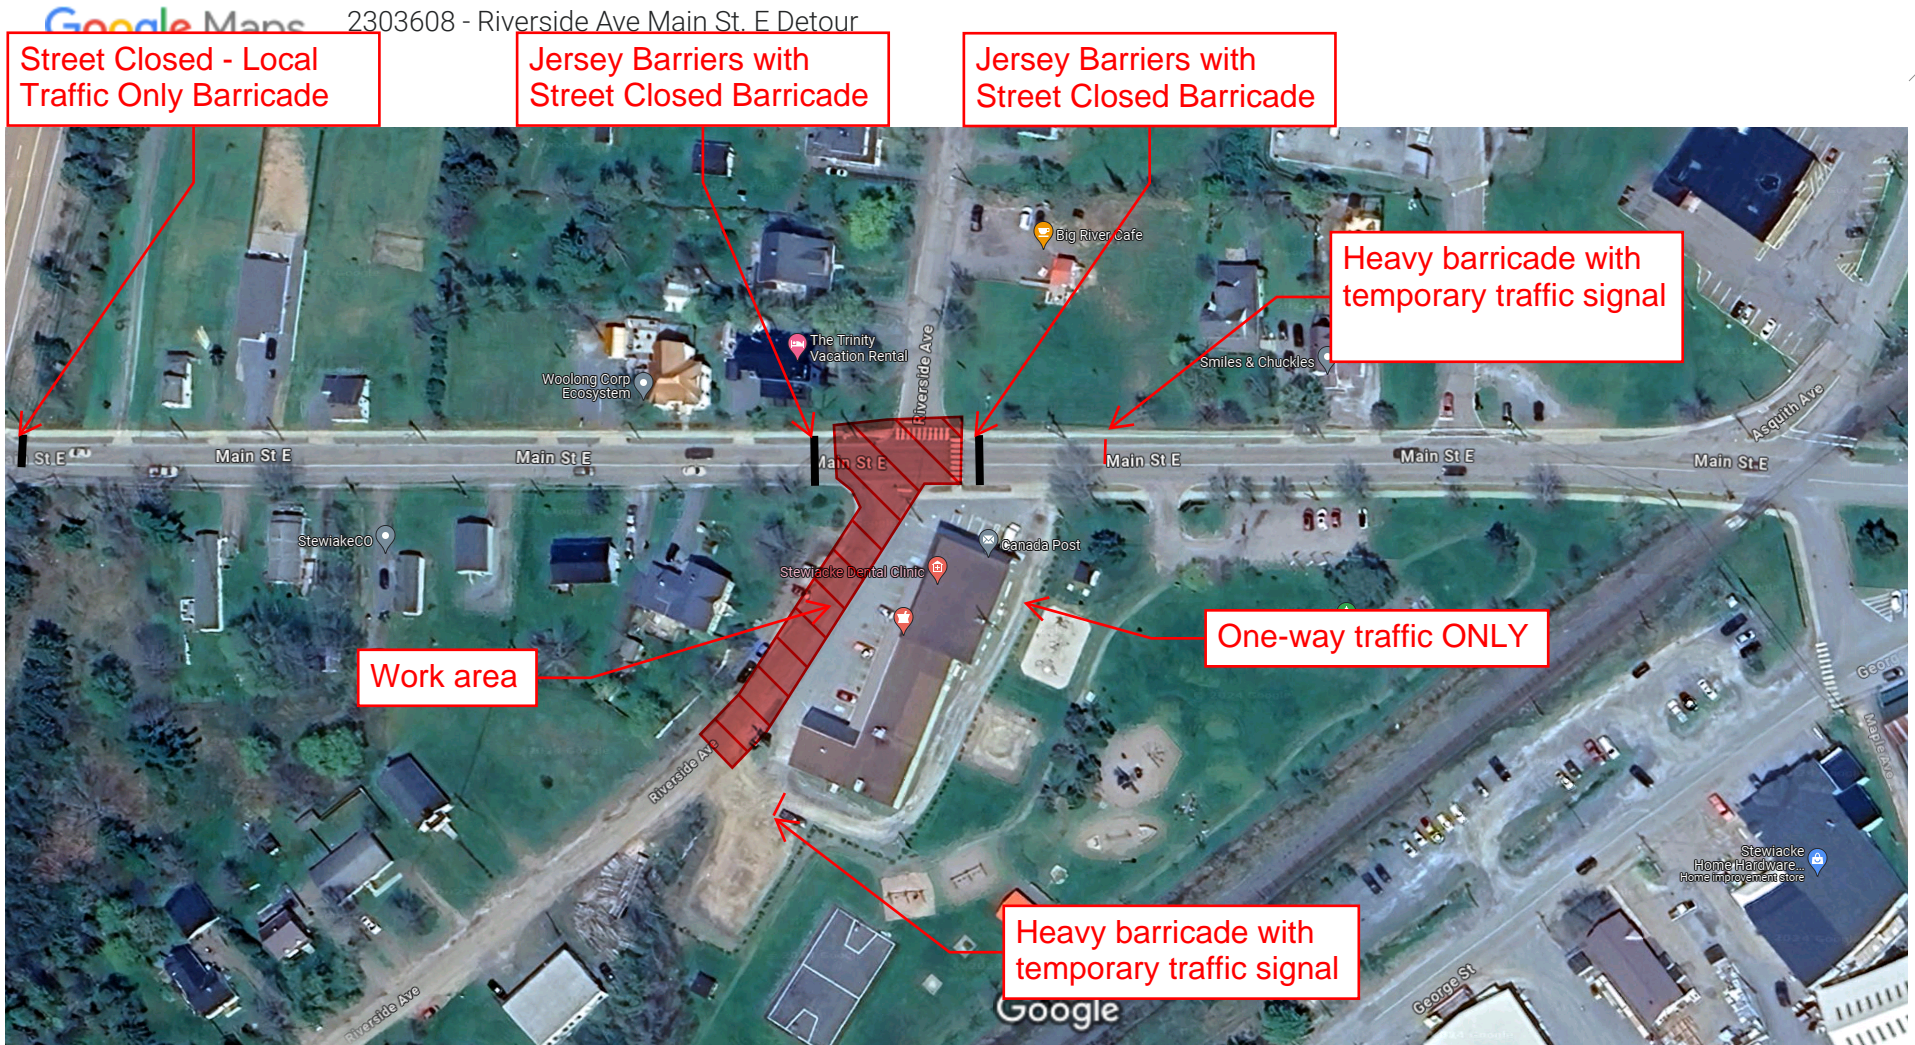 Google Maps
2303608 - Riverside Ave Main St. E Detour
Street Closed - Local
Traffic Only Barricade
Jersey Barriers with
Street Closed Barricade
Jersey Barriers with
Street Closed Barricade
Big River Cafe
Heavy barricade with
temporary traffic signal
Riverside Ave
The Trinity
Vacation Rental
Smiles & Chuckles
Woolong Corp
Ecosystem
Asquith Ave
St E
Main St E
Main St E
Main St E
Main St E
Main St E
Main St E
StewiakeCO
Canada Post
Stewiacke Dental Clinic
One-way traffic ONLY
Work area
Georg
Maple Ave
Riverside Ave
Stewiacke
Home Hardware...
Home improvement store
Heavy barricade with
temporary traffic signal
George St
Riverside Ave
Google